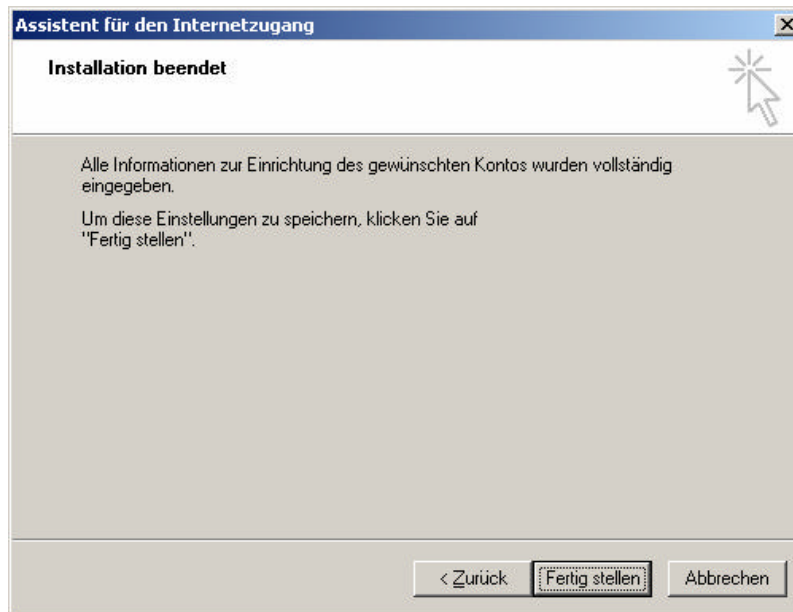 Assistent für den Internetzugang
Installation beendet
Alle Informationen zur Einrichtung des gewünschten Kontos wurden vollständig
eingegeben.
Um diese Einstellungen zu speichern, klicken Sie auf
"Fertig stellen".
< Zurück Fertig stellen Abbrechen